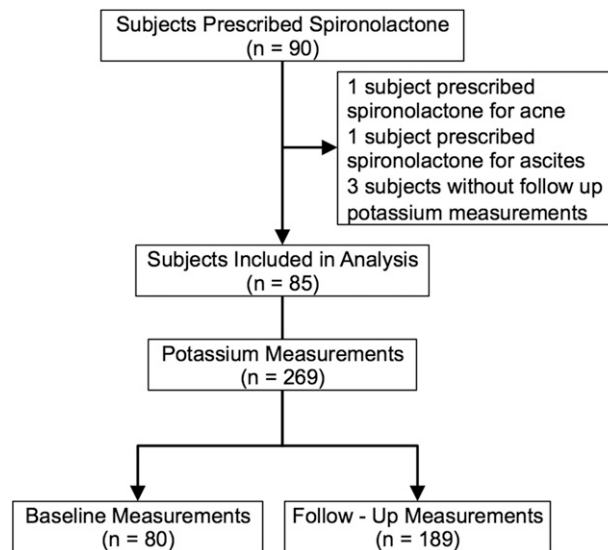 Subjects Prescribed Spironolactone
(n = 90)
1 subject prescribed
spironolactone for acne
1 subject prescribed
spironolactone for ascites
3 subjects without follow up
potassium measurements
Subjects Included in Analysis
(n = 85)
Potassium Measurements
(n = 269)
Baseline Measurements
(n = 80)
Follow - Up Measurements
(n = 189)